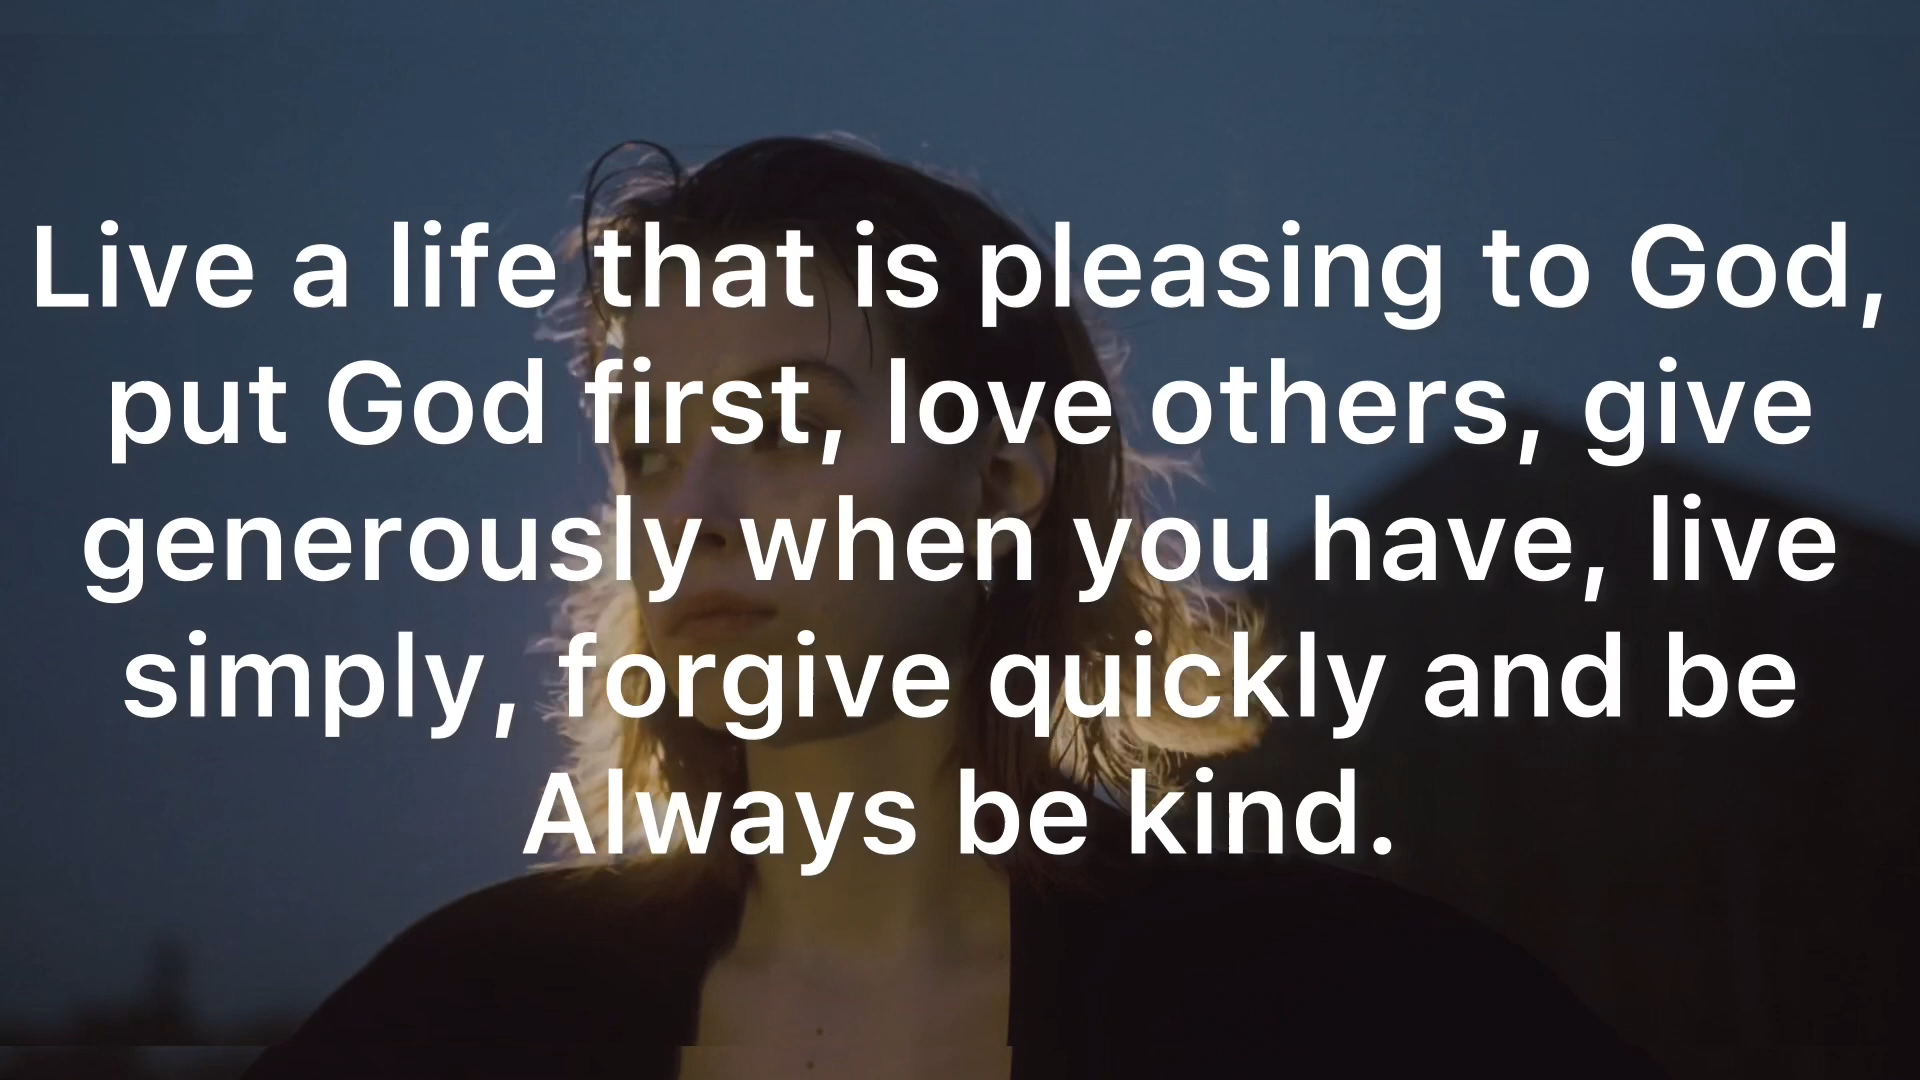 Live a life that is pleasing to God,
put God first, love others, give
generously when you have, live
simply, forgive quickly and be
Always be kind.